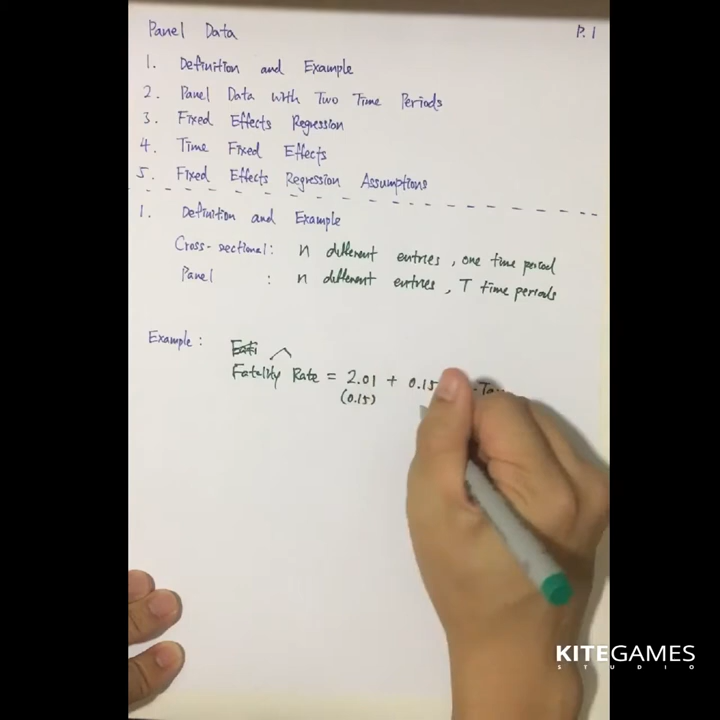 Panel Data P.1
1. Definition and Example
2. Panel Data with Two Time Periods
3. Fixed Effects Regression
4. Time Fixed Effects
5. Fixed Effects Regression Assumptions
1. Definition and Example
Cross-sectional: n different entries, one time period
Panel : n different entries, T time periods
Example:
Fatality Rate = 2.01 + 0.15
(0.15)
KITEGAMES
STUDIO